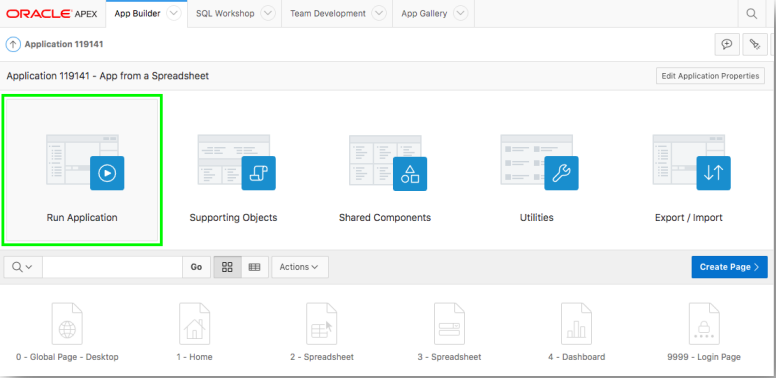 ORACLE APEX App Builder SQL Workshop Team Development App Gallery
Application 119141
Application 119141 - App from a Spreadsheet Edit Application Properties
Run Application Supporting Objects Shared Components Utilities Export / Import
Go Actions Create Page
0 - Global Page - Desktop 1 - Home 2 - Spreadsheet 3 - Spreadsheet 4 - Dashboard 9999 - Login Page